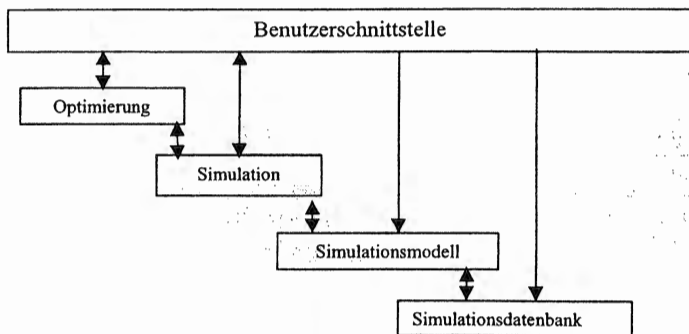 Benutzerschnittstelle
Optimierung
Simulation
Simulationsmodell
Simulationsdatenbank